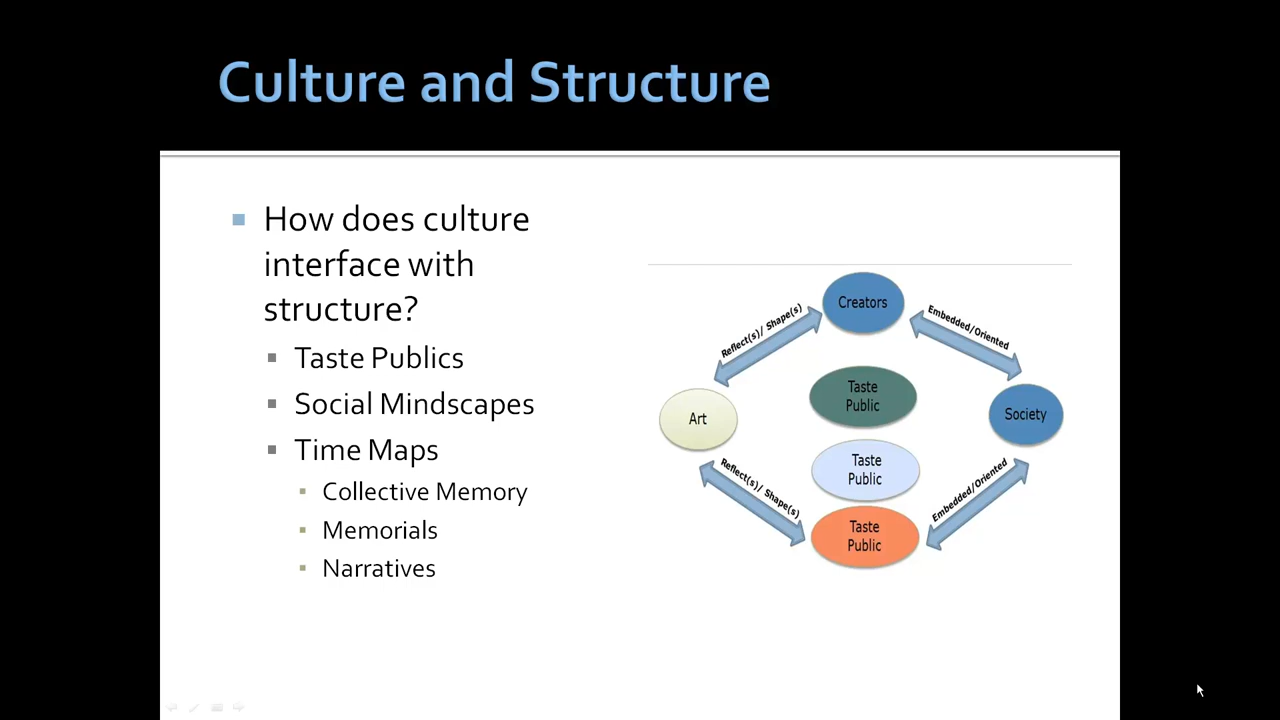 Culture and Structure
How does culture
interface with
structure?
Taste Publics
Social Mindscapes
Time Maps
Collective Memory
Memorials
Narratives
Creators
Reflect(s)/ Shape(s)
Embedded/Oriented
Taste
Public
Art
Society
Taste
Public
Reflect(s)/ Shape(s)
Embedded/Oriented
Taste
Public